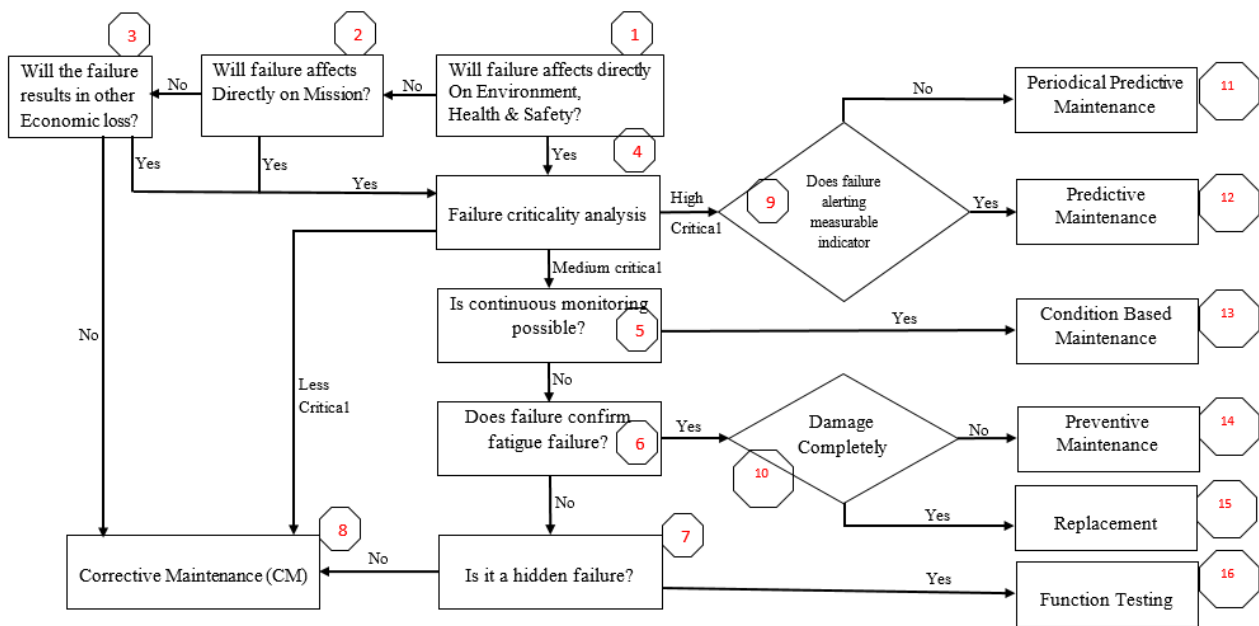 3
Will the failure
results in other
Economic loss?
No
2
Will failure affects
Directly on Mission?
No
1
Will failure affects directly
On Environment,
Health & Safety?
Yes
Yes
Yes
Yes
4
Failure criticality analysis
High
Critical
9
Does failure
alerting
measurable
indicator
No
11
Periodical Predictive
Maintenance
Yes
12
Predictive
Maintenance
Medium critical
Is continuous monitoring
possible?
5
Yes
13
Condition Based
Maintenance
No
Less
Critical
No
Does failure confirm
fatigue failure?
6
Yes
Damage
Completely
10
No
14
Preventive
Maintenance
Yes
15
Replacement
No
7
Is it a hidden failure?
No
8
Corrective Maintenance (CM)
Yes
16
Function Testing